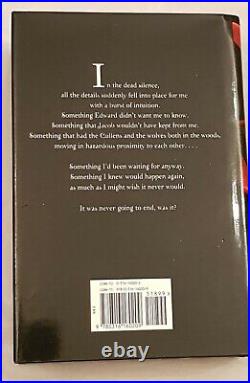 In the dead silence,
all the details suddenly fell into place for me
with a burst of intuition.
Something Edward didn't want me to know.
Something that Jacob wouldn't have kept from me.
Something that had the Cullens and the wolves both in the woods,
moving in hazardous proximity to each other. . . .
Something I'd been waiting for anyway.
Something I knew would happen again,
as much as I might wish it never would.
It was never going to end, was it?
51899
9 780316 160209